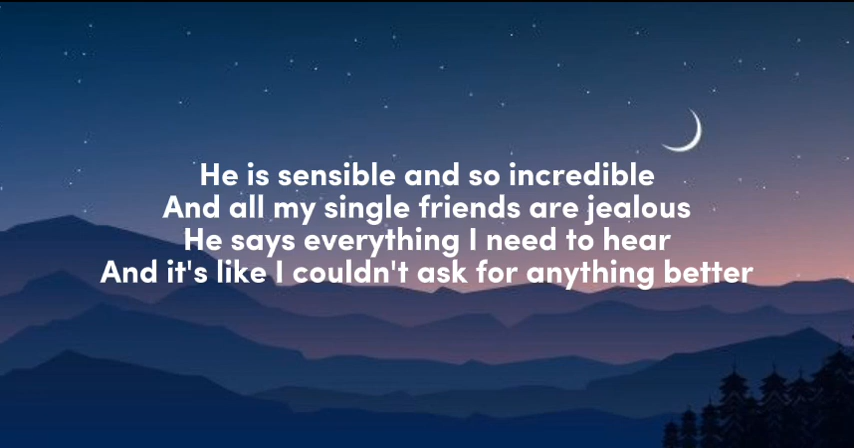 He is sensible and so incredible
And all my single friends are jealous
He says everything I need to hear
And it's like I couldn't ask for anything better